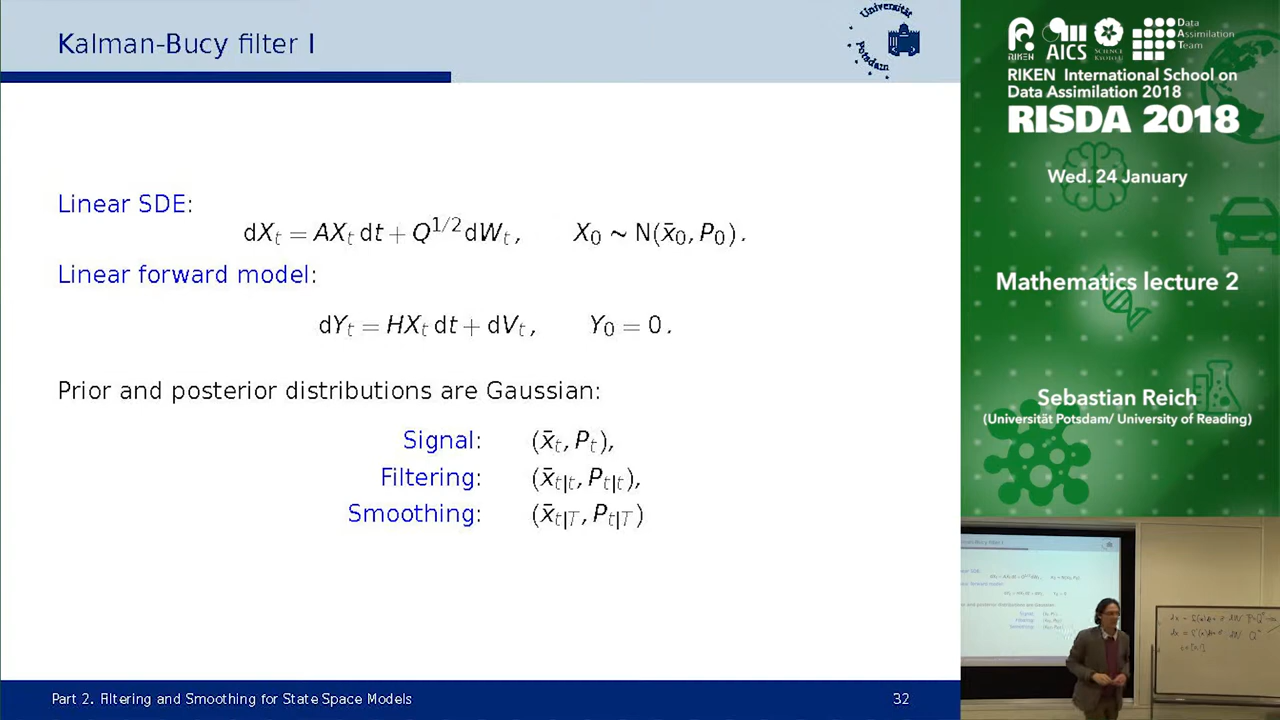 Kalman-Bucy filter I
Universität Potsdam
Linear SDE:
dX_t = AX_t dt + Q^{1/2} dW_t, X_0 ~ N(x̄_0, P_0).
Linear forward model:
dY_t = HX_t dt + dV_t, Y_0 = 0.
Prior and posterior distributions are Gaussian:
Signal: (x̄_t, P_t),
Filtering: (x̄_{t|t}, P_{t|t}),
Smoothing: (x̄_{t|T}, P_{t|T})
Part 2. Filtering and Smoothing for State Space Models 32
RIKEN AICS Data Assimilation Team
RIKEN International School on
Data Assimilation 2018
RISDA 2018
Wed. 24 January
Mathematics lecture 2
Sebastian Reich
(Universität Potsdam/ University of Reading)